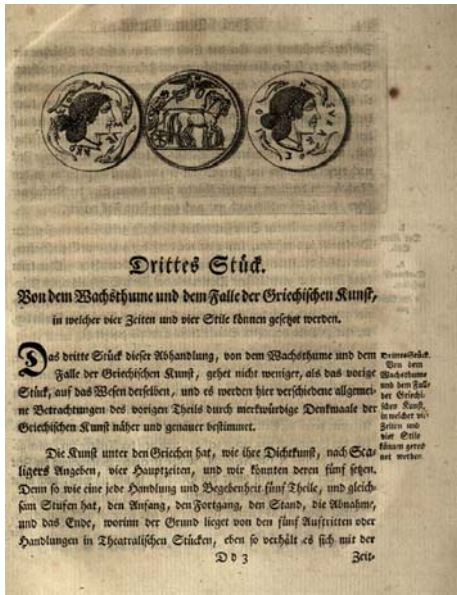 Drittes Stück.
Von dem Wachsthume und dem Falle der Griechischen Kunst,
in welcher vier Zeiten und vier Stile können gesetzet werden.
Das dritte Stück dieser Abhandlung, von dem Wachsthume und dem
Falle der Griechischen Kunst, gehet nicht weniger, als das vorige
Stück, auf das Wesen derselben, und es werden hier verschiedene allgemei-
ne Betrachtungen des vorigen Theils durch merkwürdige Denkmaale der
Griechischen Kunst näher und genauer bestimmet.
Drittes Stück.
Von dem
Wachsthume
und dem Falle
der Griechi-
schen Kunst,
in welcher vier
Zeiten und
vier Stile
können gesetz
net werden.
Die Kunst unter den Griechen hat, wie ihre Dichtkunst, nach Sca-
ligers Angeben, vier Hauptzeiten, und wir könnten deren fünf setzen.
Denn so wie eine jede Handlung und Begebenheit fünf Theile, und gleich-
sam Stufen hat, den Anfang, den Fortgang, den Stand, die Abnahme,
und das Ende, worinn der Grund lieget von den fünf Auftritten oder
Handlungen in Theatralischen Stücken, eben so verhält es sich mit der
D d 3
Zeit-